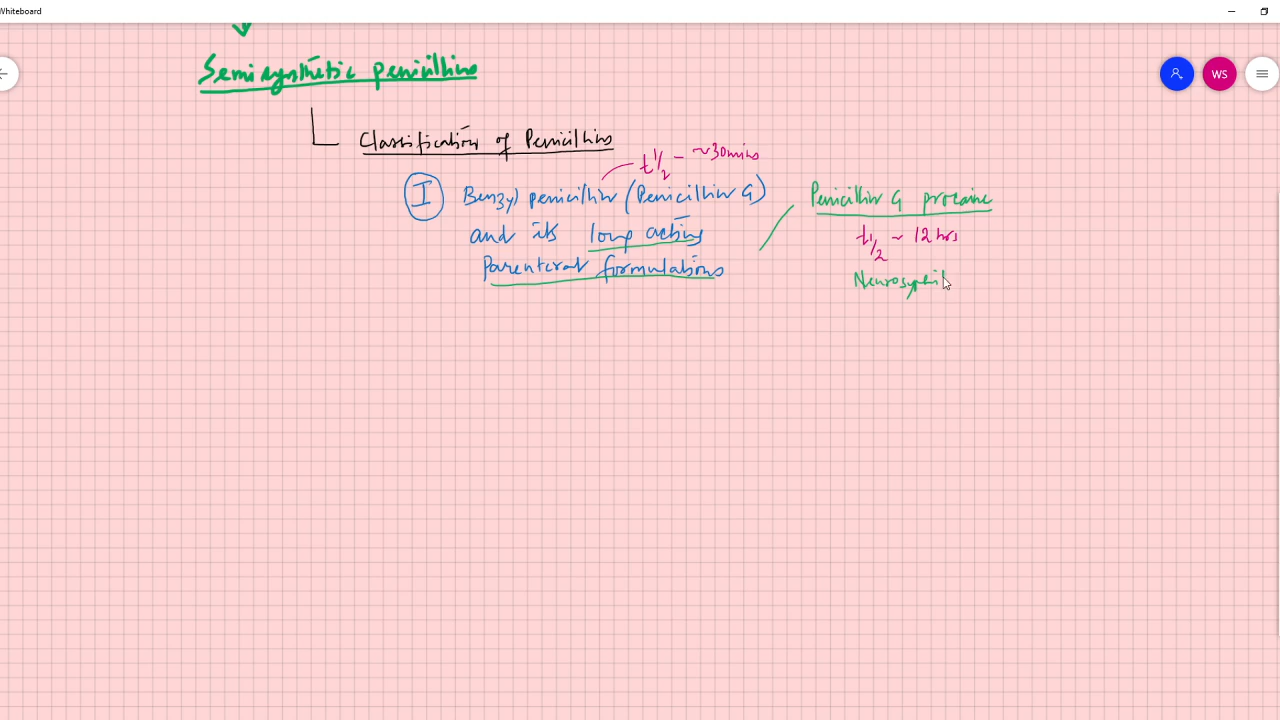 Whiteboard
WS
Semisynthetic penicillins
Classification of Penicillins
t1/2 - ~30mins
I
Benzyl penicillin (Penicillin G)
and its long acting
Parenteral formulations
Penicillin G procaine
t1/2 ~ 12 hrs
Neurosyphil